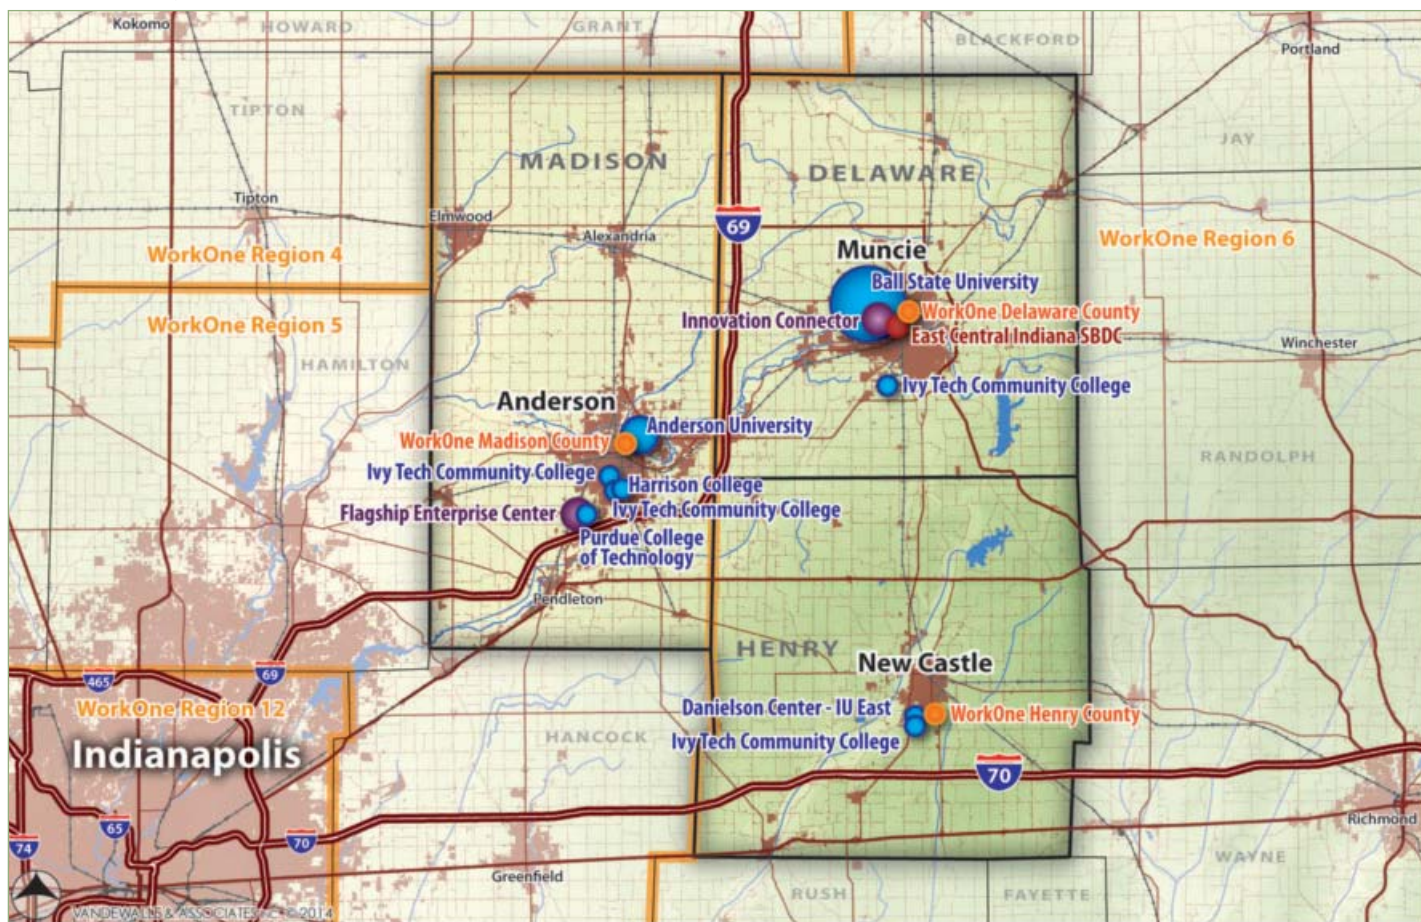 Kokomo
HOWARD
GRANT
BLACKFORD
Portland
TIPTON
JAY
MADISON
DELAWARE
Tipton
Elmwood
Alexandria
69
WorkOne Region 4
WorkOne Region 6
Muncie
Ball State University
WorkOne Region 5
Innovation Connector
WorkOne Delaware County
East Central Indiana SBDC
Winchester
HAMILTON
Ivy Tech Community College
Anderson
Anderson University
WorkOne Madison County
RANDOLPH
Ivy Tech Community College
Harrison College
Flagship Enterprise Center
Ivy Tech Community College
Purdue College
of Technology
Pendleton
HENRY
New Castle
69
465
WorkOne Region 12
Danielson Center - IU East
WorkOne Henry County
Ivy Tech Community College
HANCOCK
Indianapolis
70
65
70
74
Richmond
WAYNE
Greenfield
RUSH
FAYETTE
VANDEWALLE & ASSOCIATES INC. ©2014